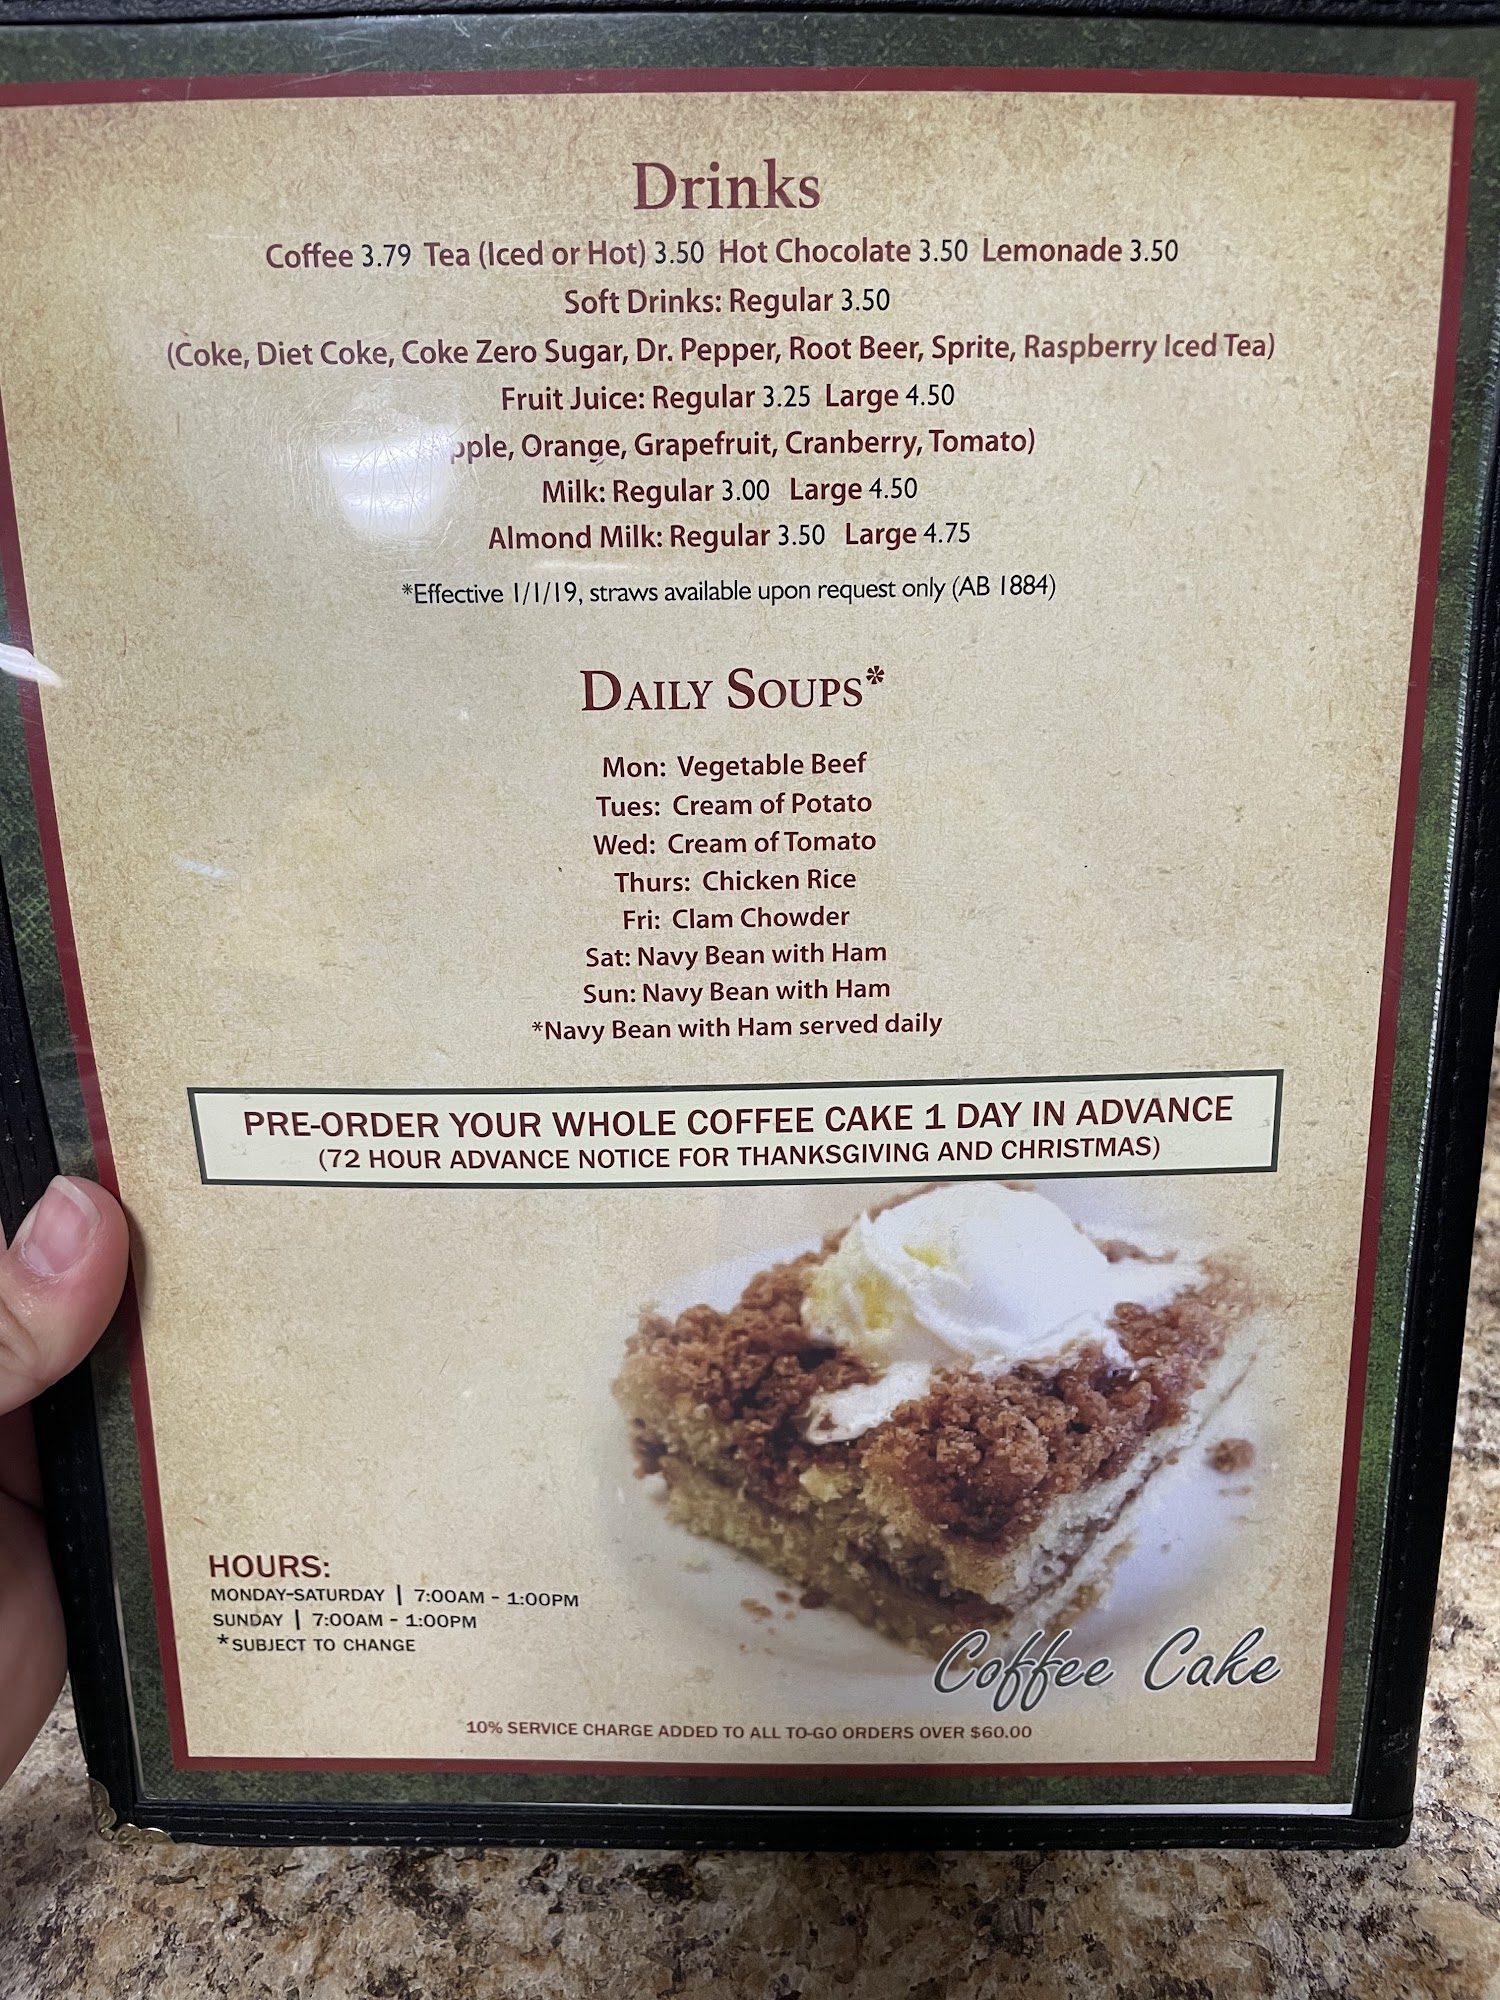 Drinks
Coffee 3.79 Tea (Iced or Hot) 3.50 Hot Chocolate 3.50 Lemonade 3.50
Soft Drinks: Regular 3.50
(Coke, Diet Coke, Coke Zero Sugar, Dr. Pepper, Root Beer, Sprite, Raspberry Iced Tea)
Fruit Juice: Regular 3.25 Large 4.50
Orange, Grapefruit, Cranberry, Tomato)
Milk: Regular 3.00 Large 4.50
Almond Milk: Regular 3.50 Large 4.75
*Effective 1/1/19, straws available upon request only (AB 1884)
DAILY SOUPS*
Mon: Vegetable Beef
Tues: Cream of Potato
Wed: Cream of Tomato
Thurs: Chicken Rice
Fri: Clam Chowder
Sat: Navy Bean with Ham
Sun: Navy Bean with Ham
*Navy Bean with Ham served daily
PRE-ORDER YOUR WHOLE COFFEE CAKE 1 DAY IN ADVANCE
(72 HOUR ADVANCE NOTICE FOR THANKSGIVING AND CHRISTMAS)
HOURS:
MONDAY-SATURDAY | 7:00AM - 1:00PM
SUNDAY | 7:00AM - 1:00PM
*SUBJECT TO CHANGE
Coffee Cake
10% SERVICE CHARGE ADDED TO ALL TO-GO ORDERS OVER $60.00